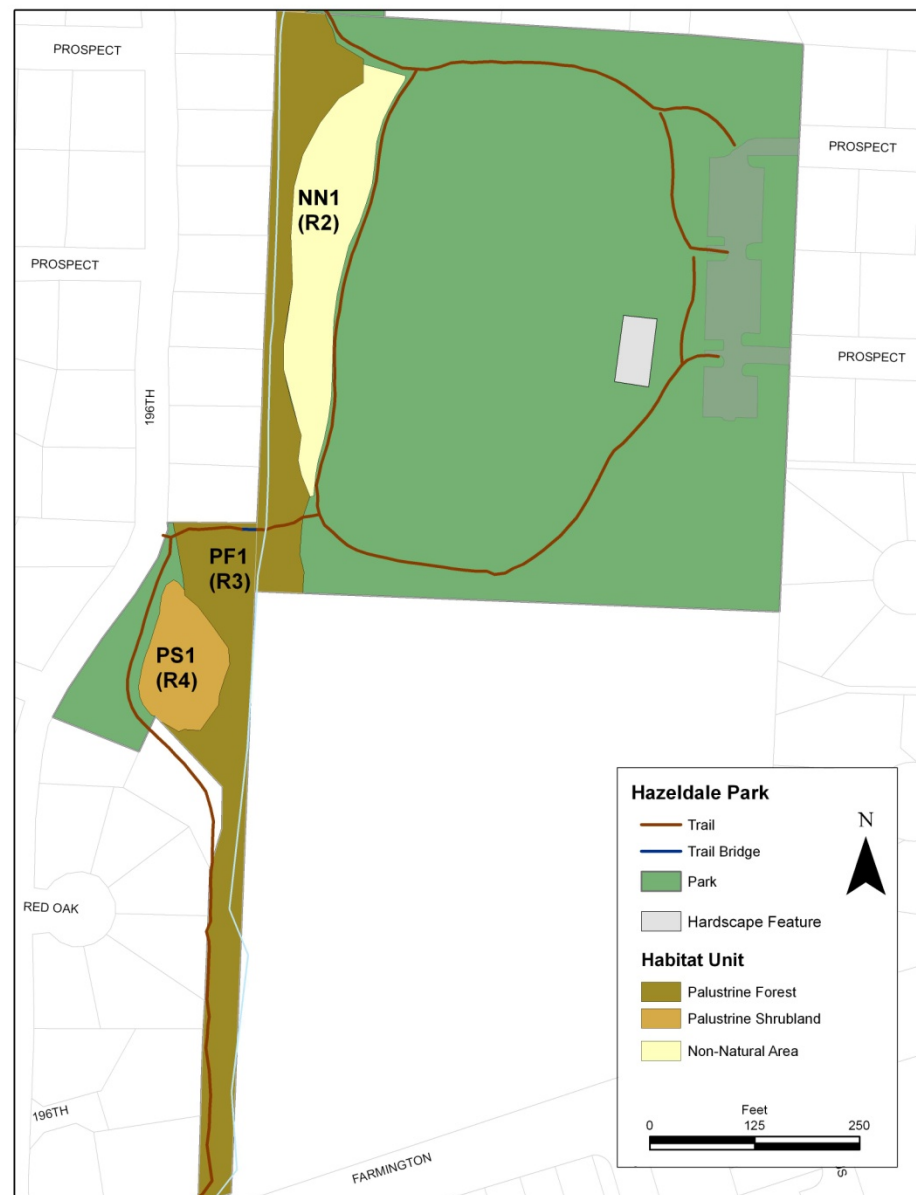 PROSPECT
PROSPECT
NN1
(R2)
PROSPECT
PROSPECT
196TH
PF1
(R3)
PS1
(R4)
RED OAK
196TH
FARMINGTON
Hazeldale Park
N
Trail
Trail Bridge
Park
Hardscape Feature
Habitat Unit
Palustrine Forest
Palustrine Shrubland
Non-Natural Area
Feet
0 125 250